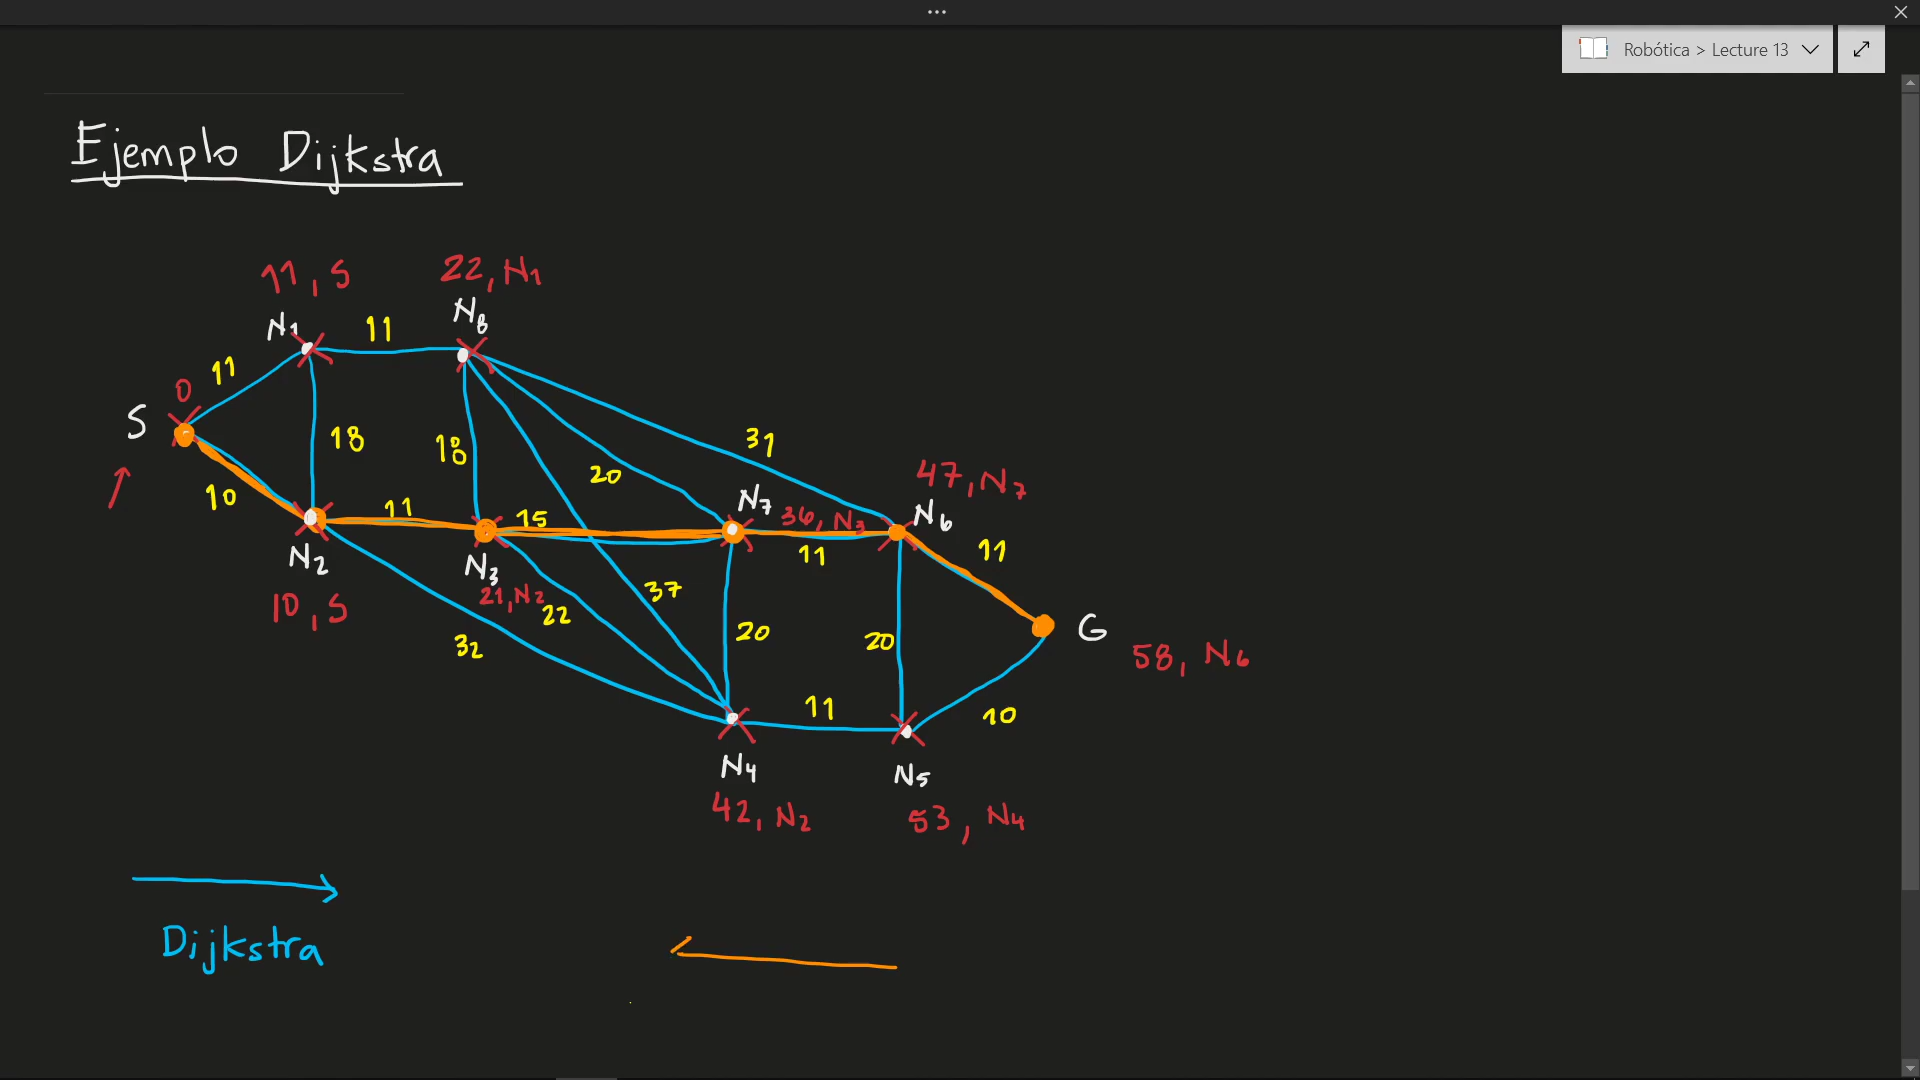 Robótica > Lecture 13
Ejemplo Dijkstra
11, S
22, N1
N1
11
N8
11
0
S
18
18
31
20
47, N7
10
11
15
N7
36, N3
N6
11
11
N2
N3
21, N2
22
37
10, S
32
20
20
G
58, N6
11
10
N4
N5
42, N2
53, N4
Dijkstra